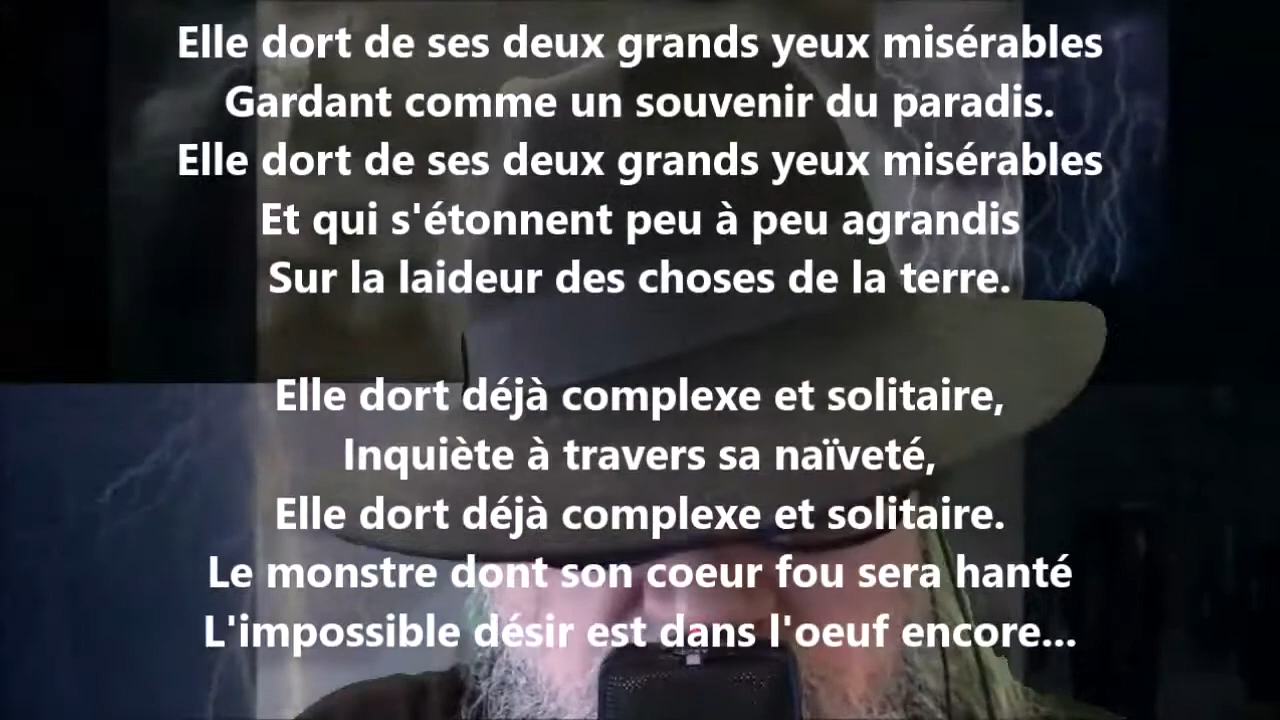 Elle dort de ses deux grands yeux misérables
Gardant comme un souvenir du paradis.
Elle dort de ses deux grands yeux misérables
Et qui s'étonnent peu à peu agrandis
Sur la laideur des choses de la terre.
Elle dort déjà complexe et solitaire,
Inquiète à travers sa naïveté,
Elle dort déjà complexe et solitaire.
Le monstre dont son coeur fou sera hanté
L'impossible désir est dans l'oeuf encore...